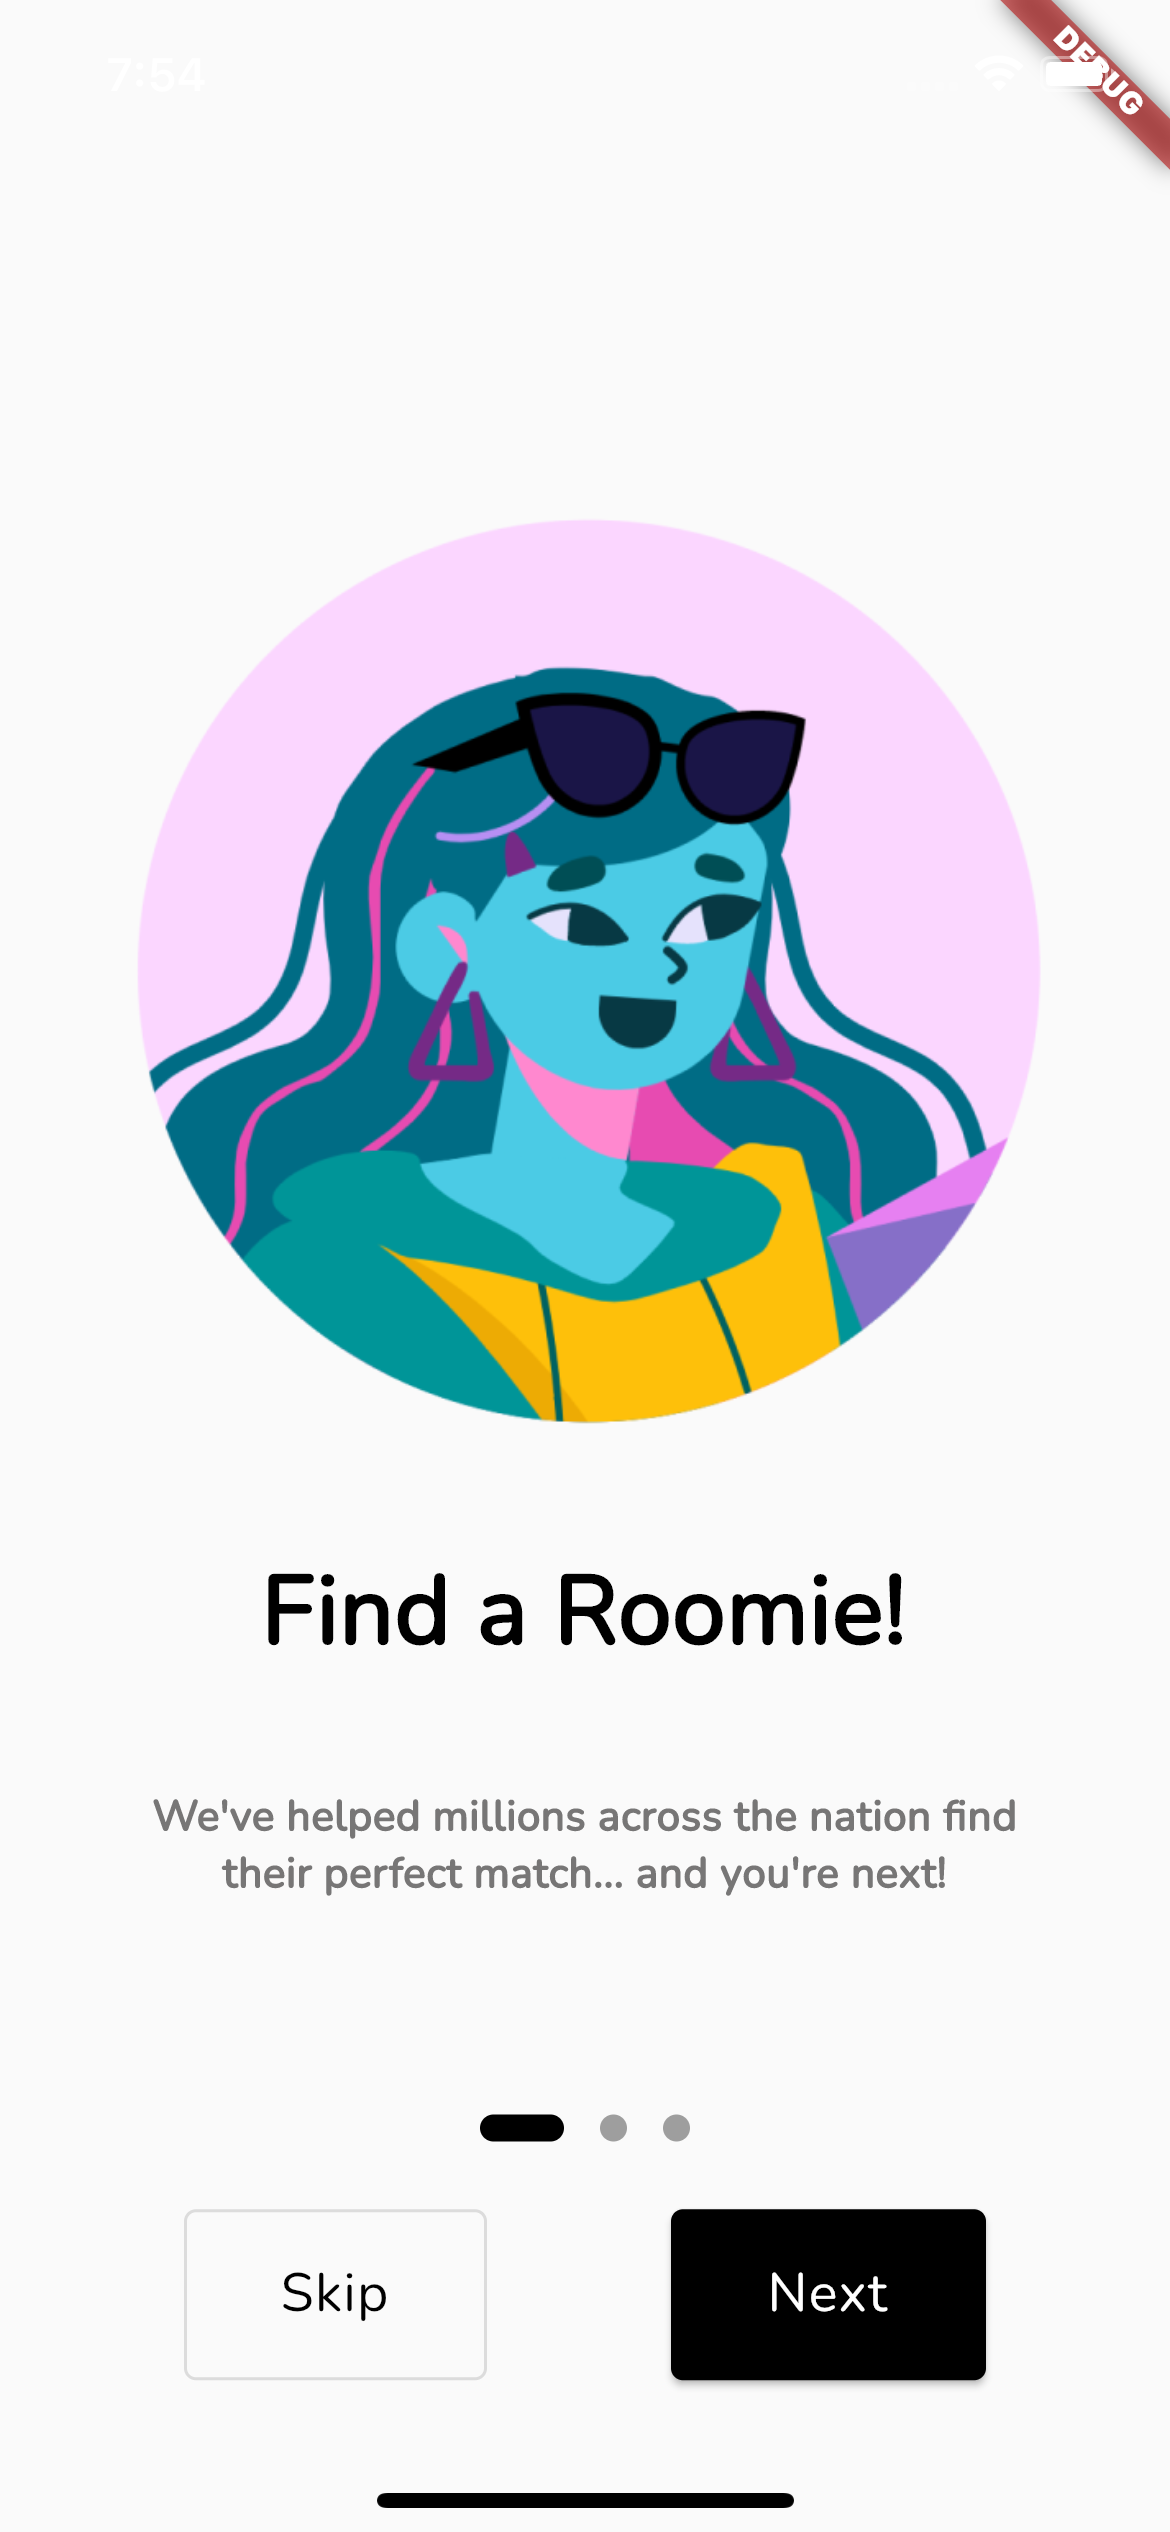 7:54
DEBUG
Find a Roomie!
We've helped millions across the nation find
their perfect match... and you're next!
Skip
Next